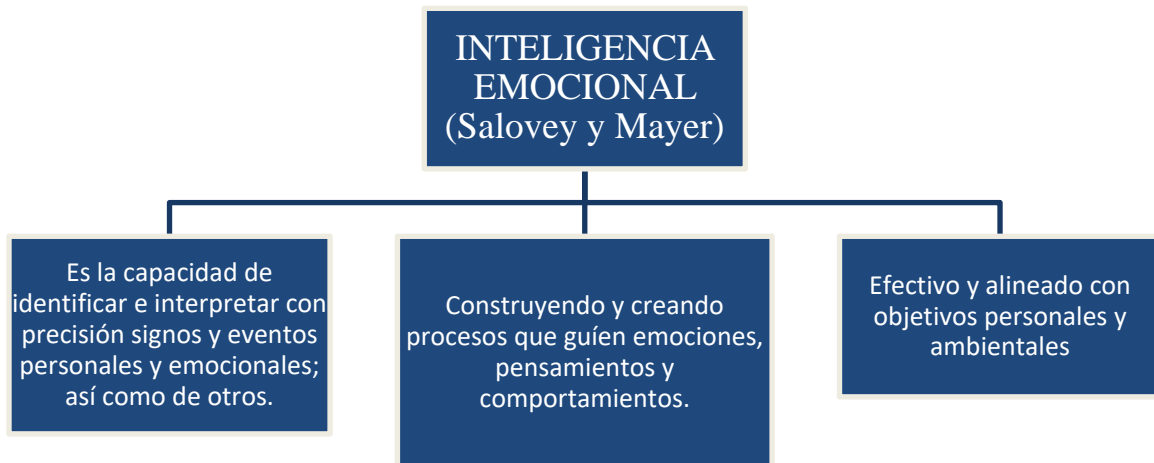 INTELIGENCIA
EMOCIONAL
(Salovey y Mayer)
Es la capacidad de
identificar e interpretar con
precisión signos y eventos
personales y emocionales;
así como de otros.
Construyendo y creando
procesos que guíen emociones,
pensamientos y
comportamientos.
Efectivo y alineado con
objetivos personales y
ambientales